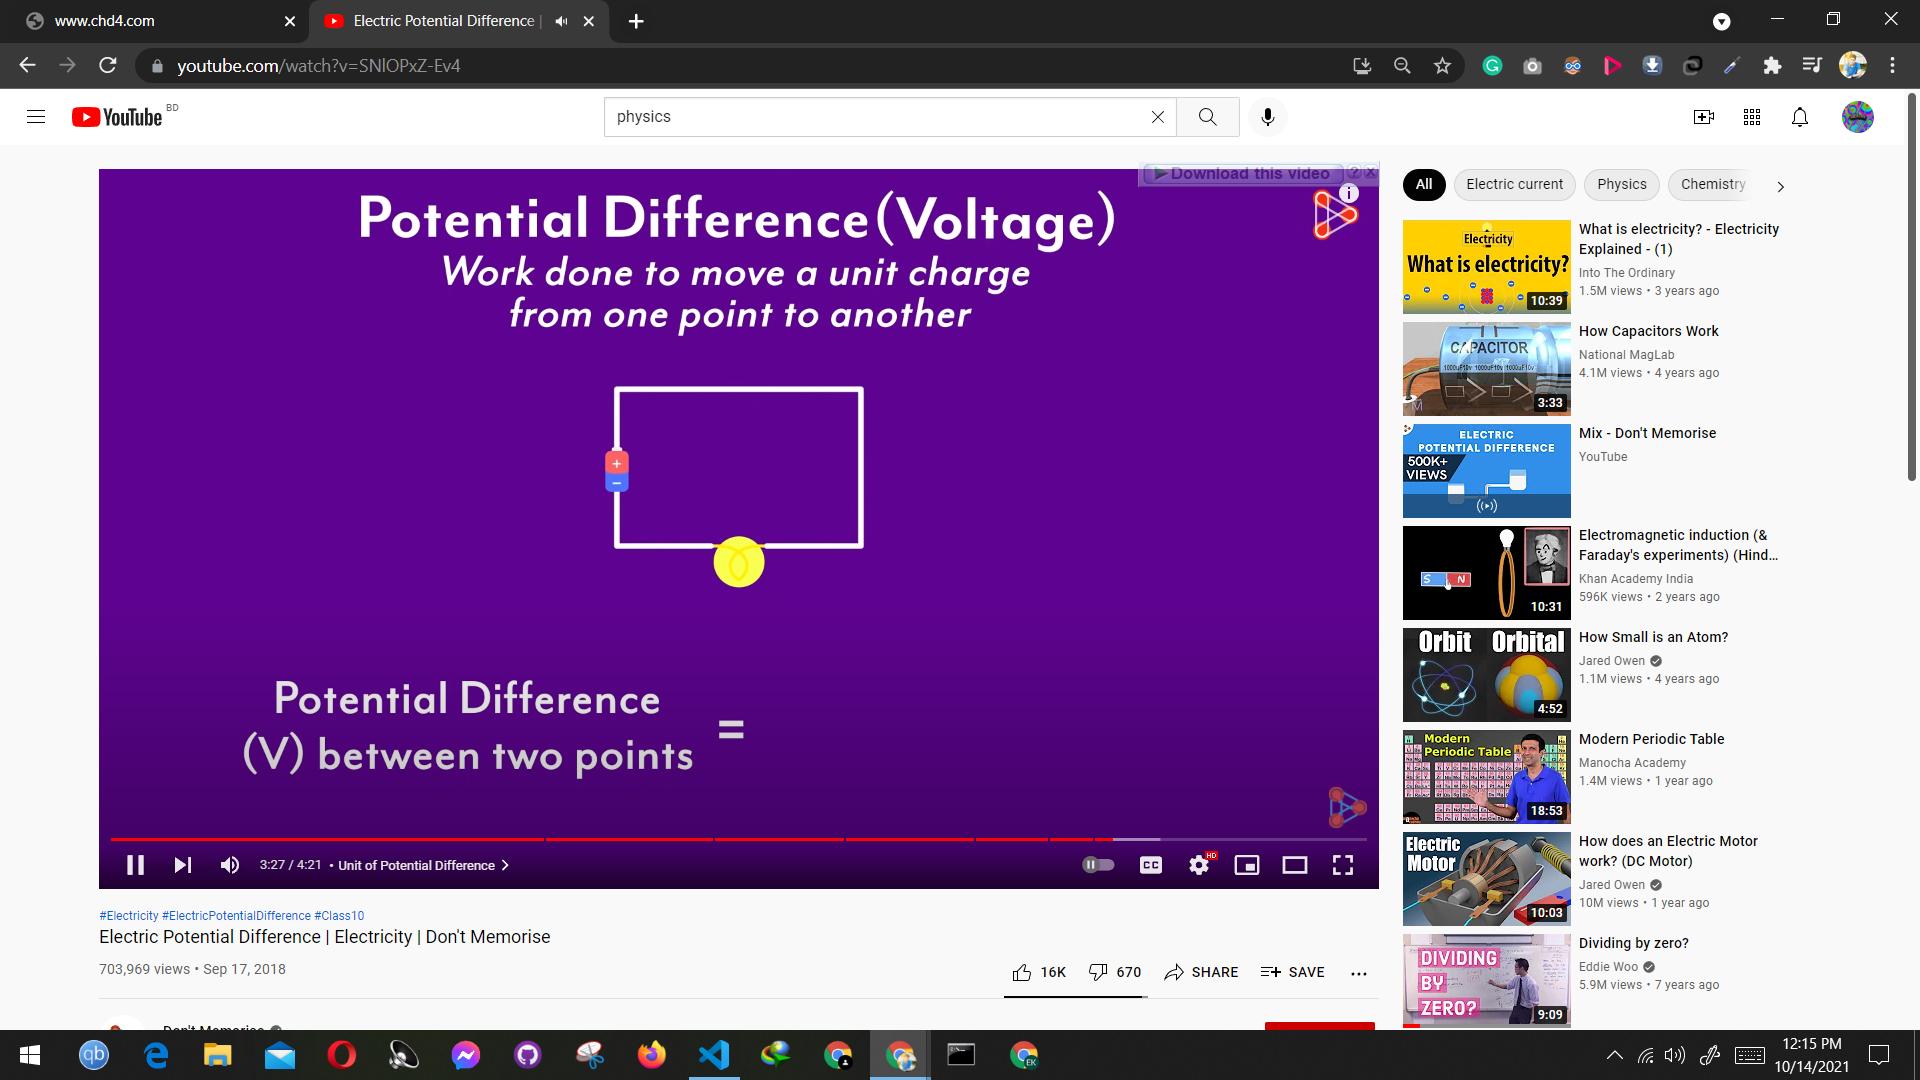 www.chd4.com
Electric Potential Difference |
youtube.com/watch?v=SNlOPxZ-Ev4
YouTube BD
physics
Download this video
Potential Difference (Voltage)
Work done to move a unit charge
from one point to another
+
−
Potential Difference
(V) between two points =
3:27 / 4:21 • Unit of Potential Difference
CC
HD
#Electricity #ElectricPotentialDifference #Class10
Electric Potential Difference | Electricity | Don't Memorise
703,969 views • Sep 17, 2018
16K 670 SHARE SAVE
Don't Memorise
All Electric current Physics Chemistry
Electricity
What is electricity?
10:39
What is electricity? - Electricity
Explained - (1)
Into The Ordinary
1.5M views • 3 years ago
CAPACITOR
1000uF10v 1000uF10v 1000uF10v
3:33
How Capacitors Work
National MagLab
4.1M views • 4 years ago
ELECTRIC
POTENTIAL DIFFERENCE
500K+
VIEWS
Mix - Don't Memorise
YouTube
S N
10:31
Electromagnetic induction (&
Faraday's experiments) (Hind...
Khan Academy India
596K views • 2 years ago
Orbit Orbital
4:52
How Small is an Atom?
Jared Owen
1.1M views • 4 years ago
Modern
Periodic Table
18:53
Modern Periodic Table
Manocha Academy
1.4M views • 1 year ago
Electric
Motor
10:03
How does an Electric Motor
work? (DC Motor)
Jared Owen
10M views • 1 year ago
DIVIDING
BY
ZERO?
9:09
Dividing by zero?
Eddie Woo
5.9M views • 7 years ago
qb
EK
12:15 PM
10/14/2021